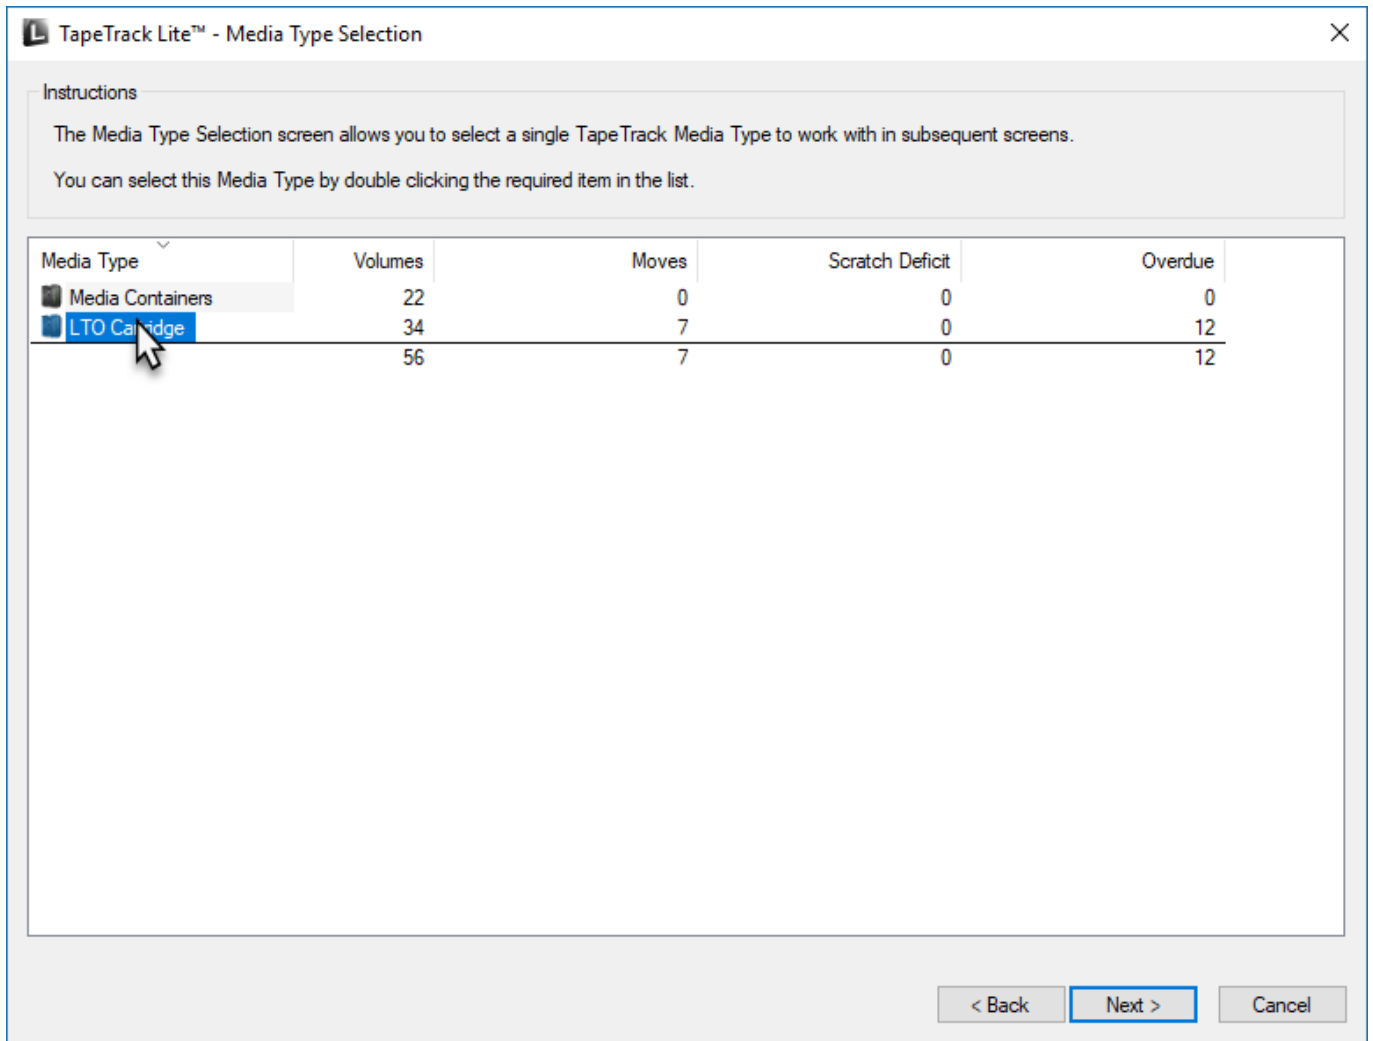 TapeTrack Lite™ - Media Type Selection
Instructions
The Media Type Selection screen allows you to select a single TapeTrack Media Type to work with in subsequent screens.
You can select this Media Type by double clicking the required item in the list.
Media Type Volumes Moves Scratch Deficit Overdue
Media Containers 22 0 0 0
LTO Cartridge 34 7 0 12
56 7 0 12
< Back Next > Cancel